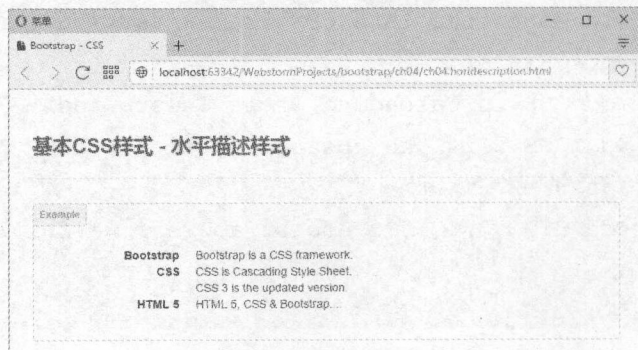 菜单
Bootstrap - CSS
localhost:63342/WebstormProjects/bootstrap/ch04/ch04.horidescription.html
基本CSS样式 - 水平描述样式
Example
Bootstrap Bootstrap is a CSS framework.
CSS CSS is Cascading Style Sheet.
CSS 3 is the updated version.
HTML 5 HTML 5, CSS & Bootstrap...